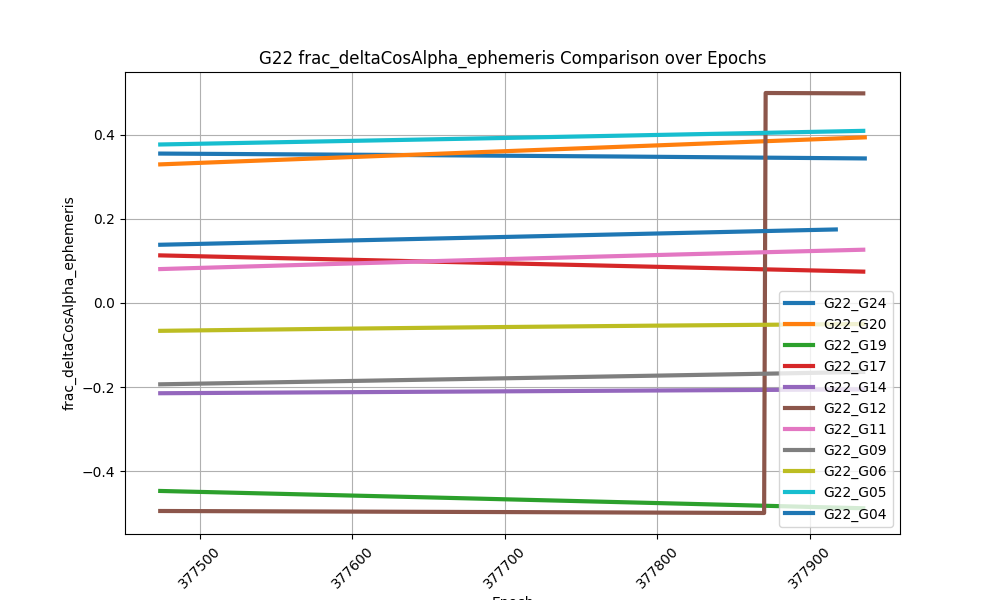 G22 frac_deltaCosAlpha_ephemeris Comparison over Epochs
frac_deltaCosAlpha_ephemeris
0.4
0.2
0.0
−0.2
−0.4
G22_G24
G22_G20
G22_G19
G22_G17
G22_G14
G22_G12
G22_G11
G22_G09
G22_G06
G22_G05
G22_G04
377500
377600
377700
377800
377900
Epoch